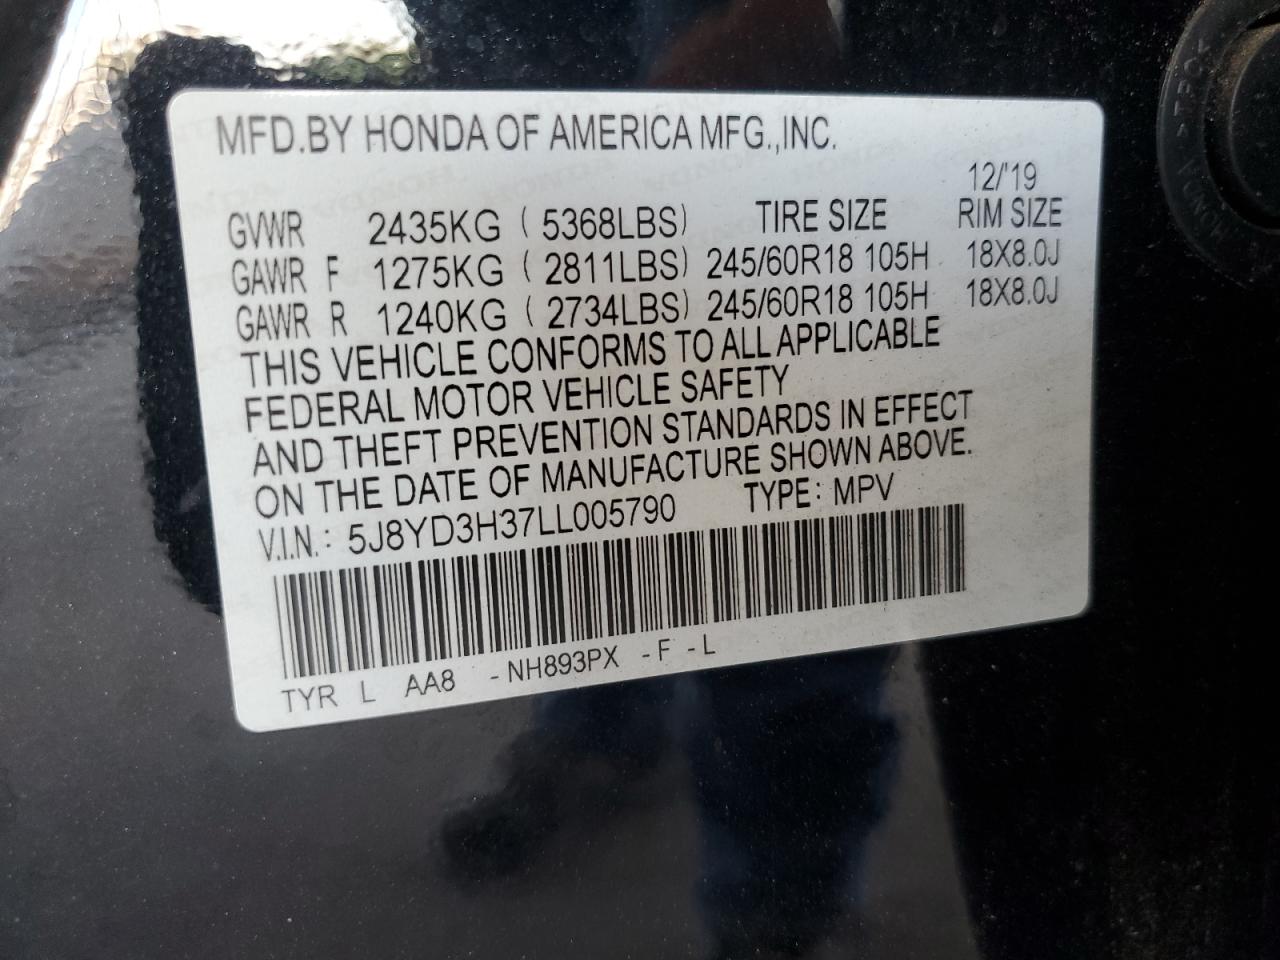 MFD.BY HONDA OF AMERICA MFG.,INC.
12/'19
GVWR 2435KG ( 5368LBS) TIRE SIZE RIM SIZE
GAWR F 1275KG ( 2811LBS) 245/60R18 105H 18X8.0J
GAWR R 1240KG ( 2734LBS) 245/60R18 105H 18X8.0J
THIS VEHICLE CONFORMS TO ALL APPLICABLE
FEDERAL MOTOR VEHICLE SAFETY
AND THEFT PREVENTION STANDARDS IN EFFECT
ON THE DATE OF MANUFACTURE SHOWN ABOVE.
V.I.N.: 5J8YD3H37LL005790 TYPE: MPV
TYR L AA8 -NH893PX -F -L
HONDA